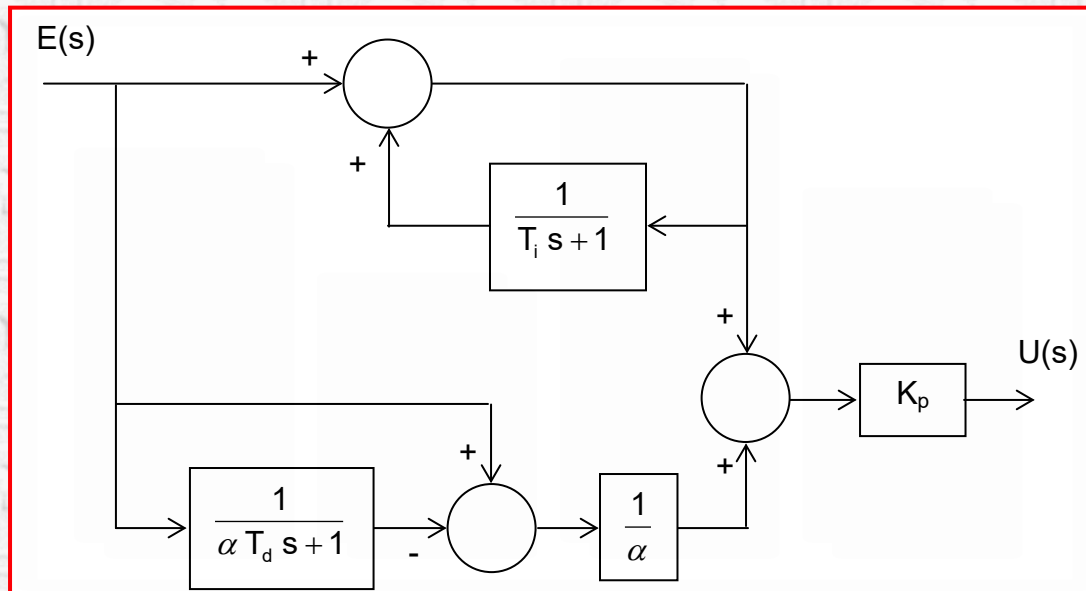 E(s)
+
+
1
T_i s + 1
+
U(s)
K_p
+
+
1
α T_d s + 1
-
1
α